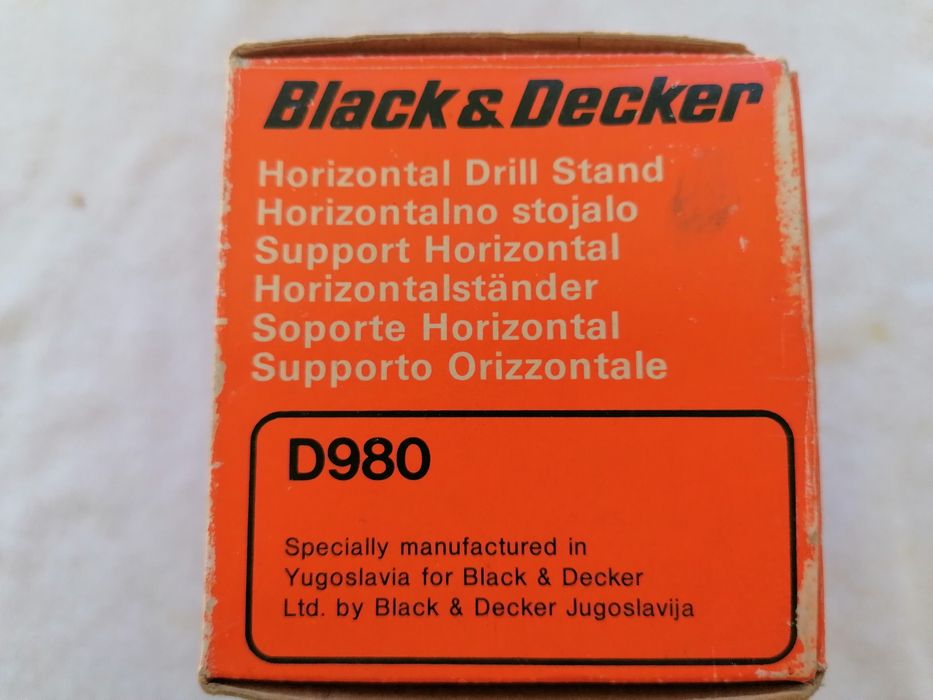 Black & Decker
Horizontal Drill Stand
Horizontalno stojalo
Support Horizontal
Horizontalständer
Soporte Horizontal
Supporto Orizzontale
D980
Specially manufactured in
Yugoslavia for Black & Decker
Ltd. by Black & Decker Jugoslavija